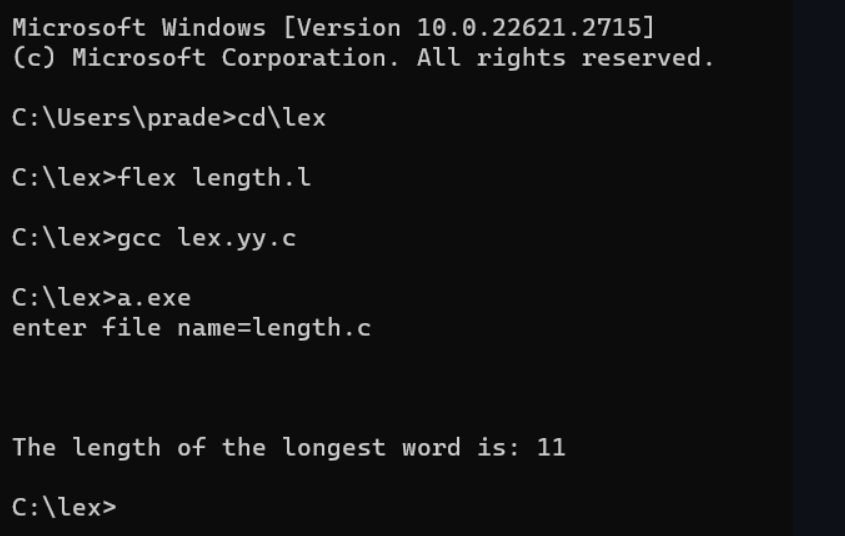 Microsoft Windows [Version 10.0.22621.2715]
(c) Microsoft Corporation. All rights reserved.
C:\Users\prade>cd\lex
C:\lex>flex length.l
C:\lex>gcc lex.yy.c
C:\lex>a.exe
enter file name=length.c
The length of the longest word is: 11
C:\lex>